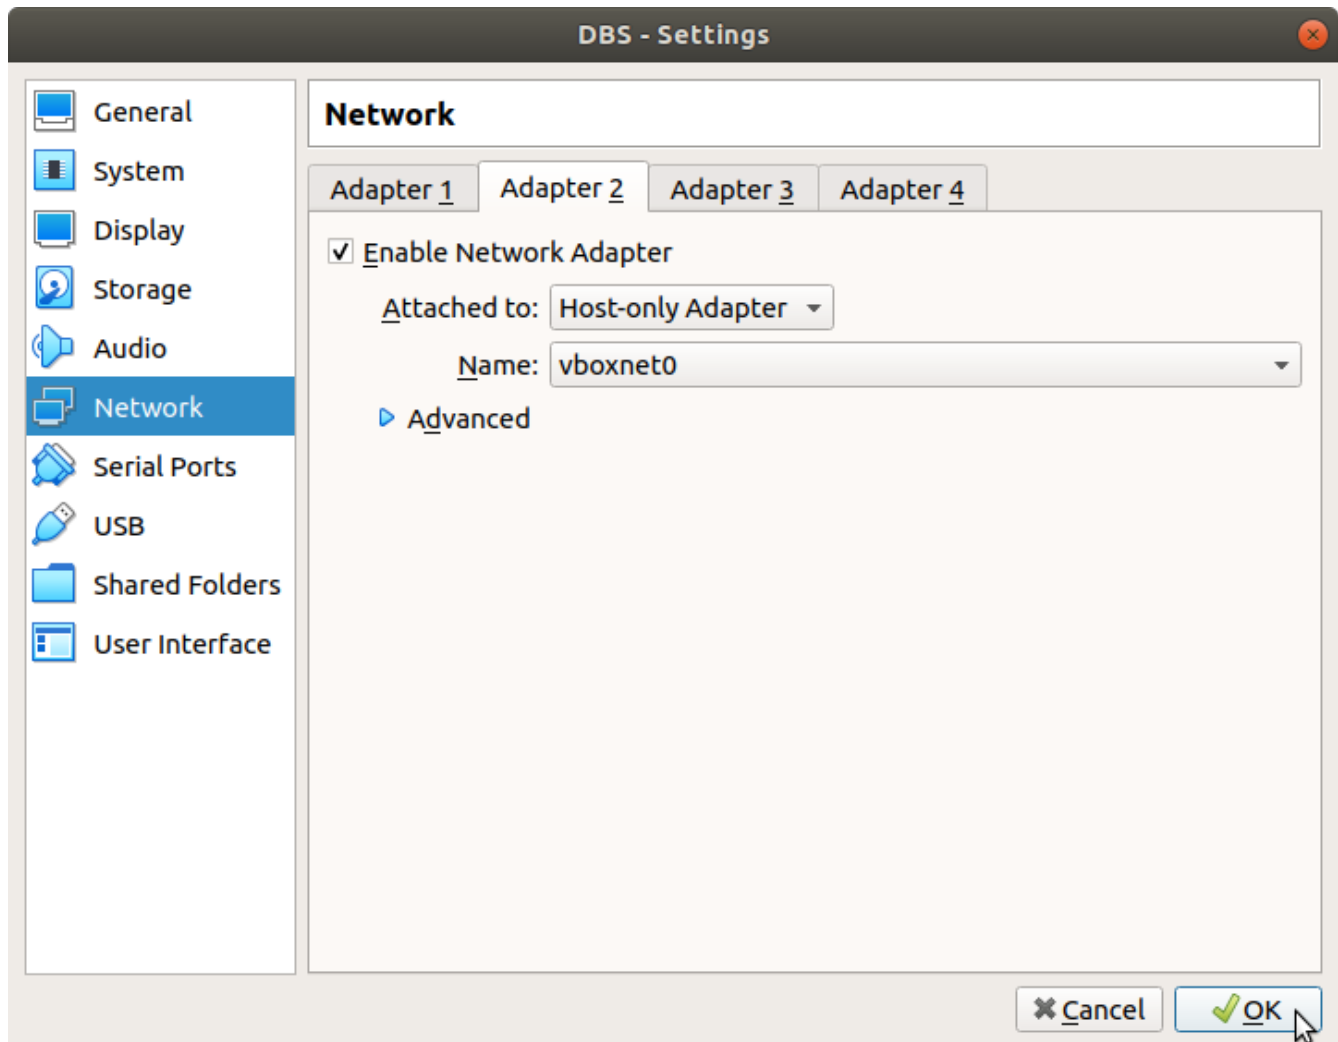 DBS - Settings
General
System
Display
Storage
Audio
Network
Serial Ports
USB
Shared Folders
User Interface
Network
Adapter 1 Adapter 2 Adapter 3 Adapter 4
Enable Network Adapter
Attached to: Host-only Adapter
Name: vboxnet0
Advanced
Cancel OK